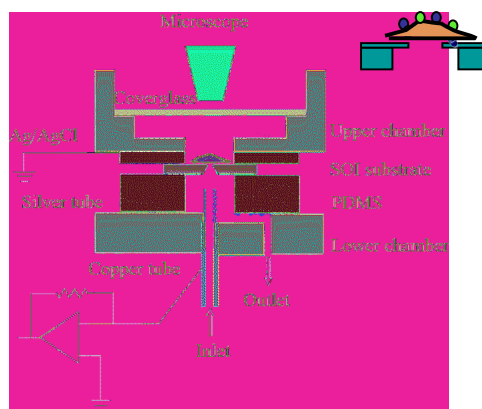 Microscope
Coverglass
Ag/AgCl
Upper chamber
SOI substrate
Silver tube
PDMS
Lower chamber
Copper tube
Outlet
Inlet